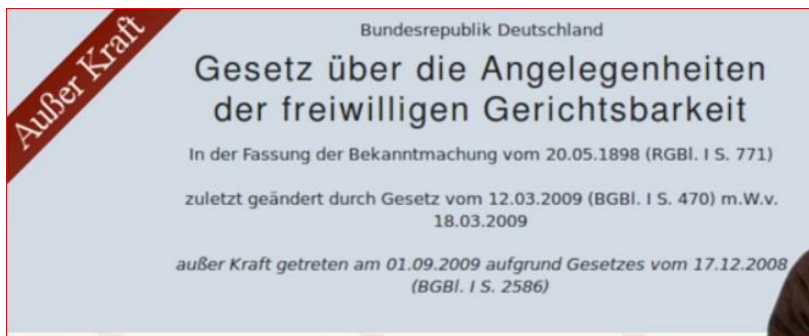 Außer Kraft
Bundesrepublik Deutschland
Gesetz über die Angelegenheiten
der freiwilligen Gerichtsbarkeit
In der Fassung der Bekanntmachung vom 20.05.1898 (RGBl. I S. 771)
zuletzt geändert durch Gesetz vom 12.03.2009 (BGBl. I S. 470) m.W.v.
18.03.2009
außer Kraft getreten am 01.09.2009 aufgrund Gesetzes vom 17.12.2008
(BGBl. I S. 2586)